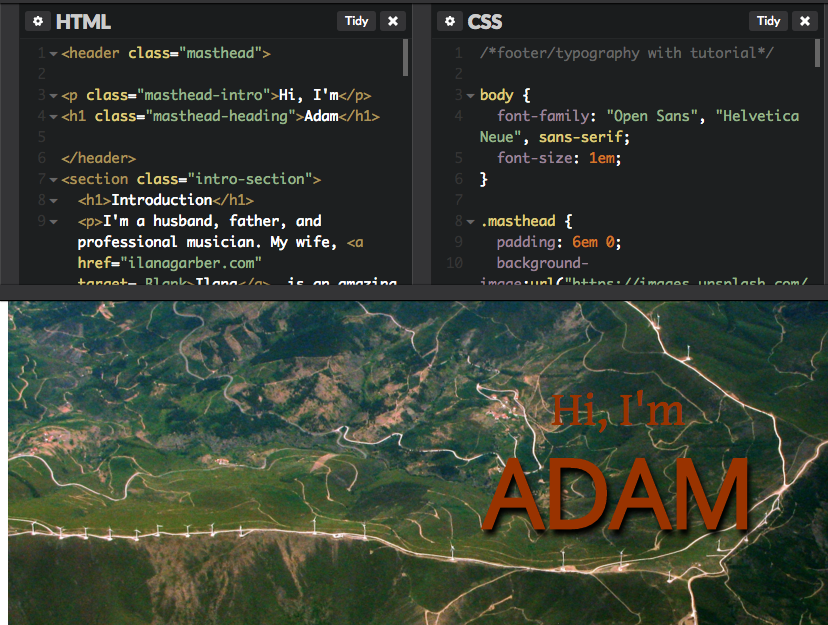 HTML
Tidy
1 <header class="masthead">
2
3 <p class="masthead-intro">Hi, I'm</p>
4 <h1 class="masthead-heading">Adam</h1>
5
6 </header>
7 <section class="intro-section">
8 <h1>Introduction</h1>
9 <p>I'm a husband, father, and
professional musician. My wife, <a
href="ilanagarber.com"
target=_Blank>Ilana</a>, is an amazing
CSS
Tidy
1 /*footer/typography with tutorial*/
2
3 body {
4 font-family: "Open Sans", "Helvetica
Neue", sans-serif;
5 font-size: 1em;
6 }
7
8 .masthead {
9 padding: 6em 0;
10 background-
image:url("https://images.unsplash.com/
Hi, I'm
ADAM